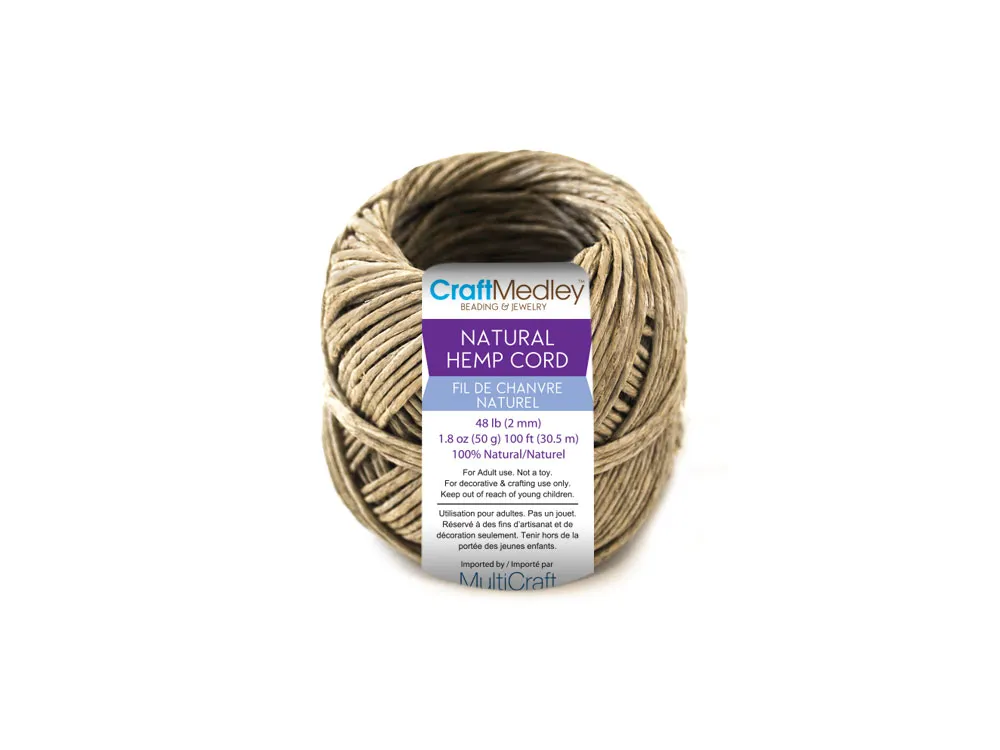 CraftMedley™
BEADING & JEWELRY
NATURAL
HEMP CORD
FIL DE CHANVRE
NATUREL
48 lb (2 mm)
1.8 oz (50 g) 100 ft (30.5 m)
100% Natural/Naturel
For Adult use. Not a toy.
For decorative & crafting use only.
Keep out of reach of young children.
Utilisation pour adultes. Pas un jouet.
Réservé à des fins d'artisanat et de
décoration seulement. Tenir hors de la
portée des jeunes enfants.
Imported by / Importé par
MultiCraft